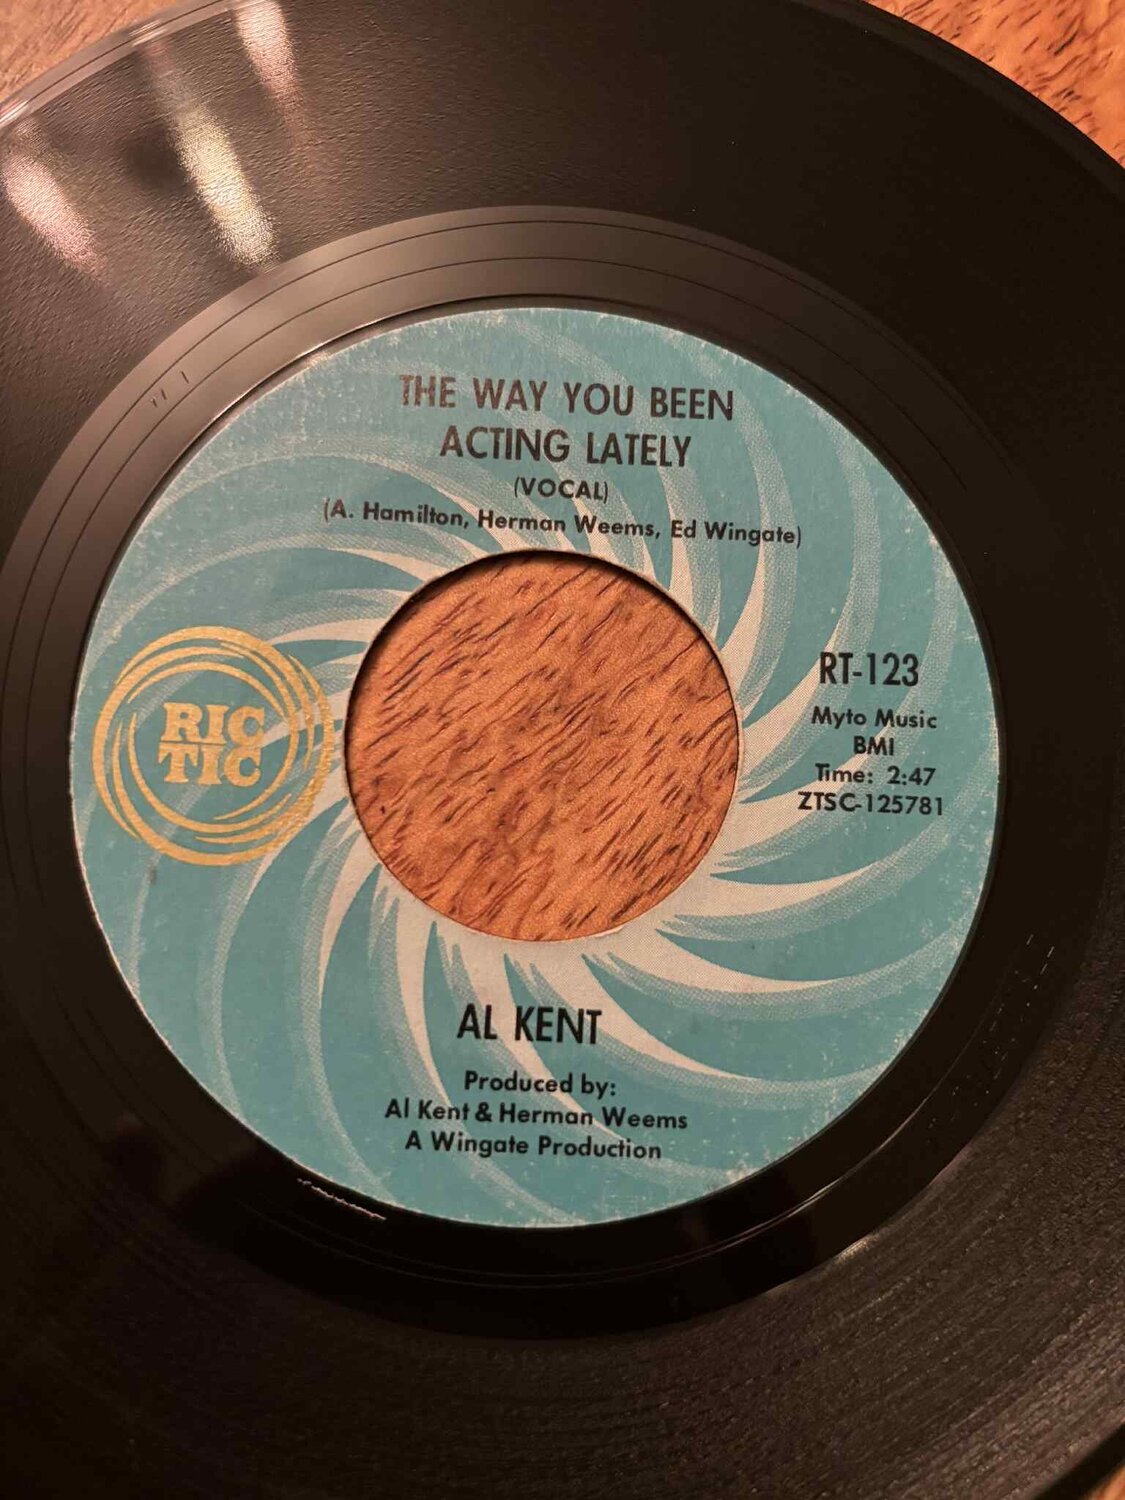 THE WAY YOU BEEN
ACTING LATELY
(VOCAL)
(A. Hamilton, Herman Weems, Ed Wingate)
RIC
TIC
RT-123
Myto Music
BMI
Time: 2:47
ZTSC-125781
AL KENT
Produced by:
Al Kent & Herman Weems
A Wingate Production